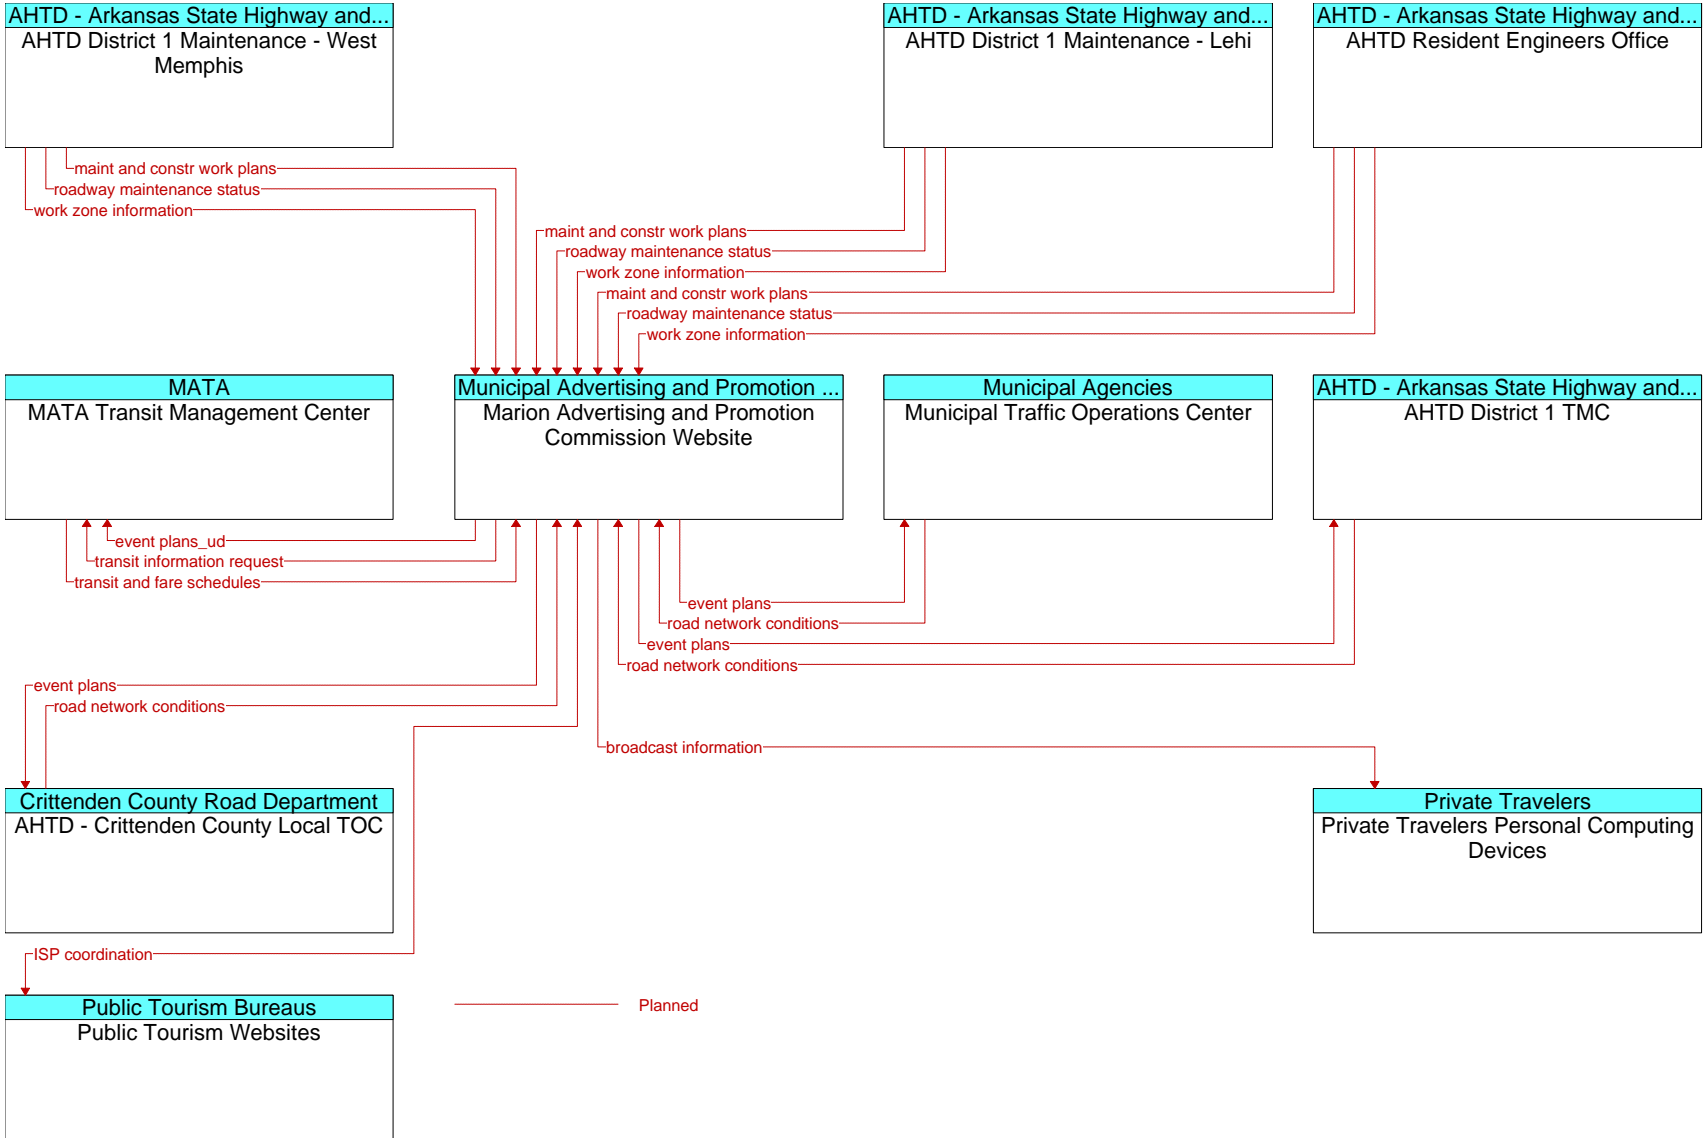 AHTD - Arkansas State Highway and...
AHTD District 1 Maintenance - West
Memphis
AHTD - Arkansas State Highway and...
AHTD District 1 Maintenance - Lehi
AHTD - Arkansas State Highway and...
AHTD Resident Engineers Office
maint and constr work plans
roadway maintenance status
work zone information
maint and constr work plans
roadway maintenance status
work zone information
maint and constr work plans
roadway maintenance status
work zone information
MATA
MATA Transit Management Center
Municipal Advertising and Promotion ...
Marion Advertising and Promotion
Commission Website
Municipal Agencies
Municipal Traffic Operations Center
AHTD - Arkansas State Highway and...
AHTD District 1 TMC
event plans_ud
transit information request
transit and fare schedules
event plans
road network conditions
event plans
road network conditions
event plans
road network conditions
broadcast information
Crittenden County Road Department
AHTD - Crittenden County Local TOC
Private Travelers
Private Travelers Personal Computing
Devices
ISP coordination
Public Tourism Bureaus
Public Tourism Websites
Planned